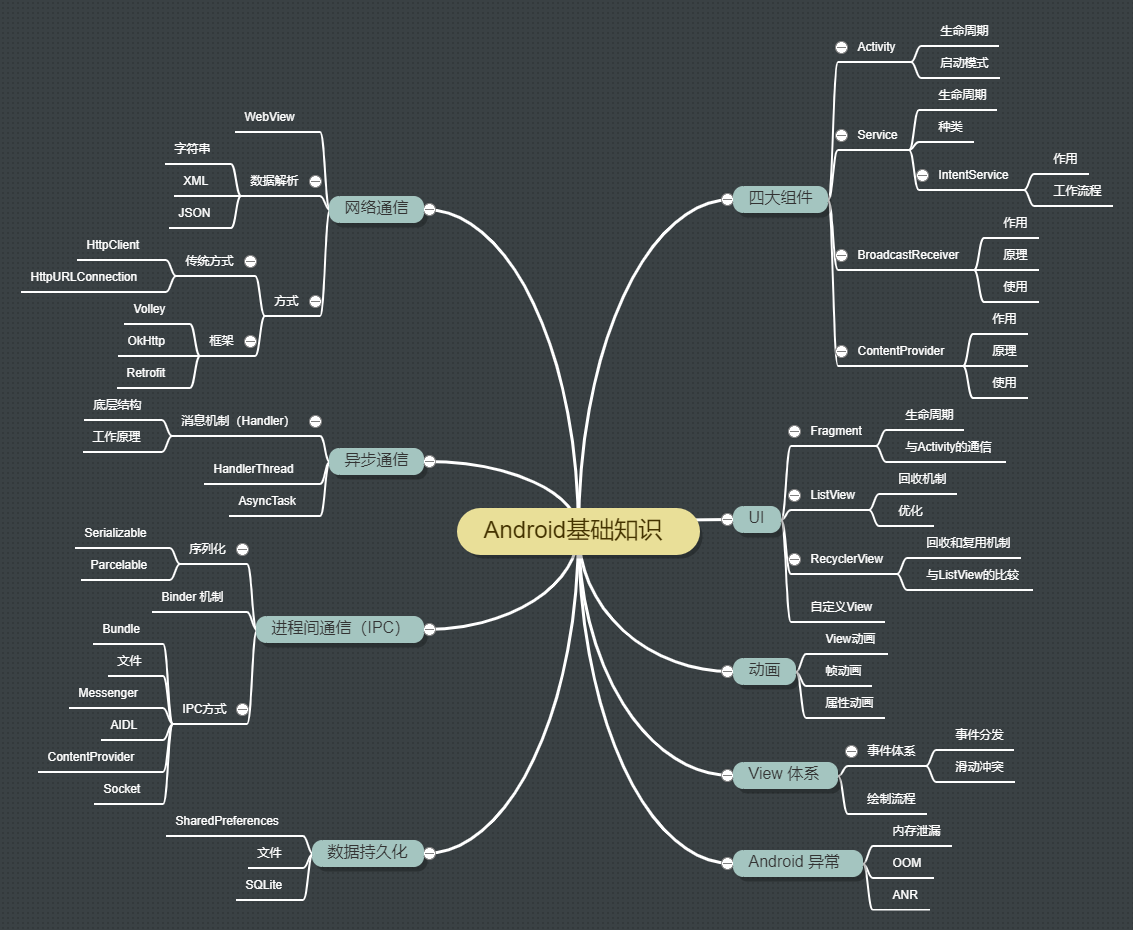 Android基础知识
四大组件
Activity
生命周期
启动模式
Service
生命周期
种类
IntentService
作用
工作流程
BroadcastReceiver
作用
原理
使用
ContentProvider
作用
原理
使用
UI
Fragment
生命周期
与Activity的通信
ListView
回收机制
优化
RecyclerView
回收和复用机制
与ListView的比较
自定义View
动画
View动画
帧动画
属性动画
View 体系
事件体系
事件分发
滑动冲突
绘制流程
Android 异常
内存泄漏
OOM
ANR
网络通信
WebView
数据解析
字符串
XML
JSON
方式
传统方式
HttpClient
HttpURLConnection
框架
Volley
OkHttp
Retrofit
异步通信
消息机制（Handler）
底层结构
工作原理
HandlerThread
AsyncTask
进程间通信（IPC）
序列化
Serializable
Parcelable
Binder 机制
IPC方式
Bundle
文件
Messenger
AIDL
ContentProvider
Socket
数据持久化
SharedPreferences
文件
SQLite